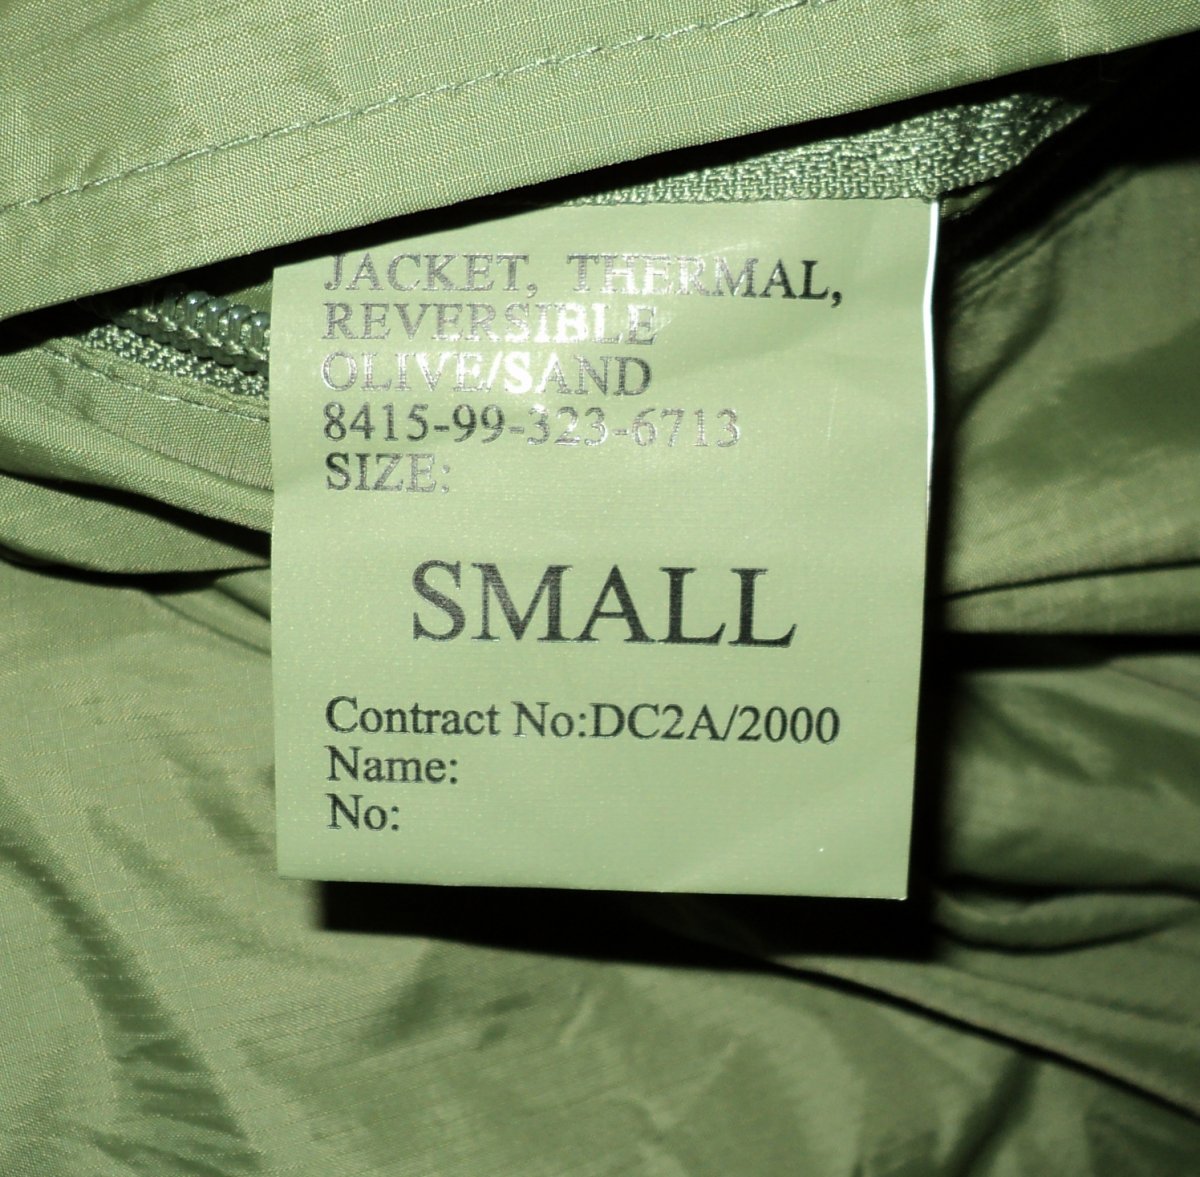 JACKET, THERMAL,
REVERSIBLE
OLIVE/SAND
8415-99-323-6713
SIZE:
SMALL
Contract No:DC2A/2000
Name:
No: